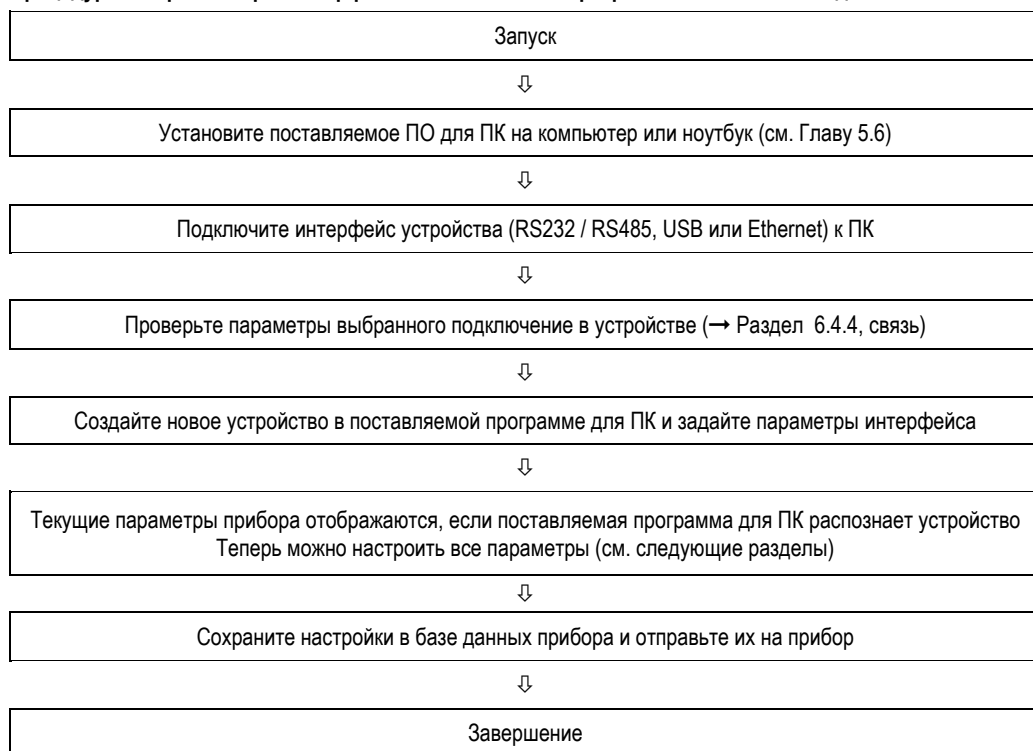 Запуск
⇩
Установите поставляемое ПО для ПК на компьютер или ноутбук (см. Главу 5.6)
⇩
Подключите интерфейс устройства (RS232 / RS485, USB или Ethernet) к ПК
⇩
Проверьте параметры выбранного подключение в устройстве (➞ Раздел 6.4.4, связь)
⇩
Создайте новое устройство в поставляемой программе для ПК и задайте параметры интерфейса
⇩
Текущие параметры прибора отображаются, если поставляемая программа для ПК распознает устройство
Теперь можно настроить все параметры (см. следующие разделы)
⇩
Сохраните настройки в базе данных прибора и отправьте их на прибор
⇩
Завершение